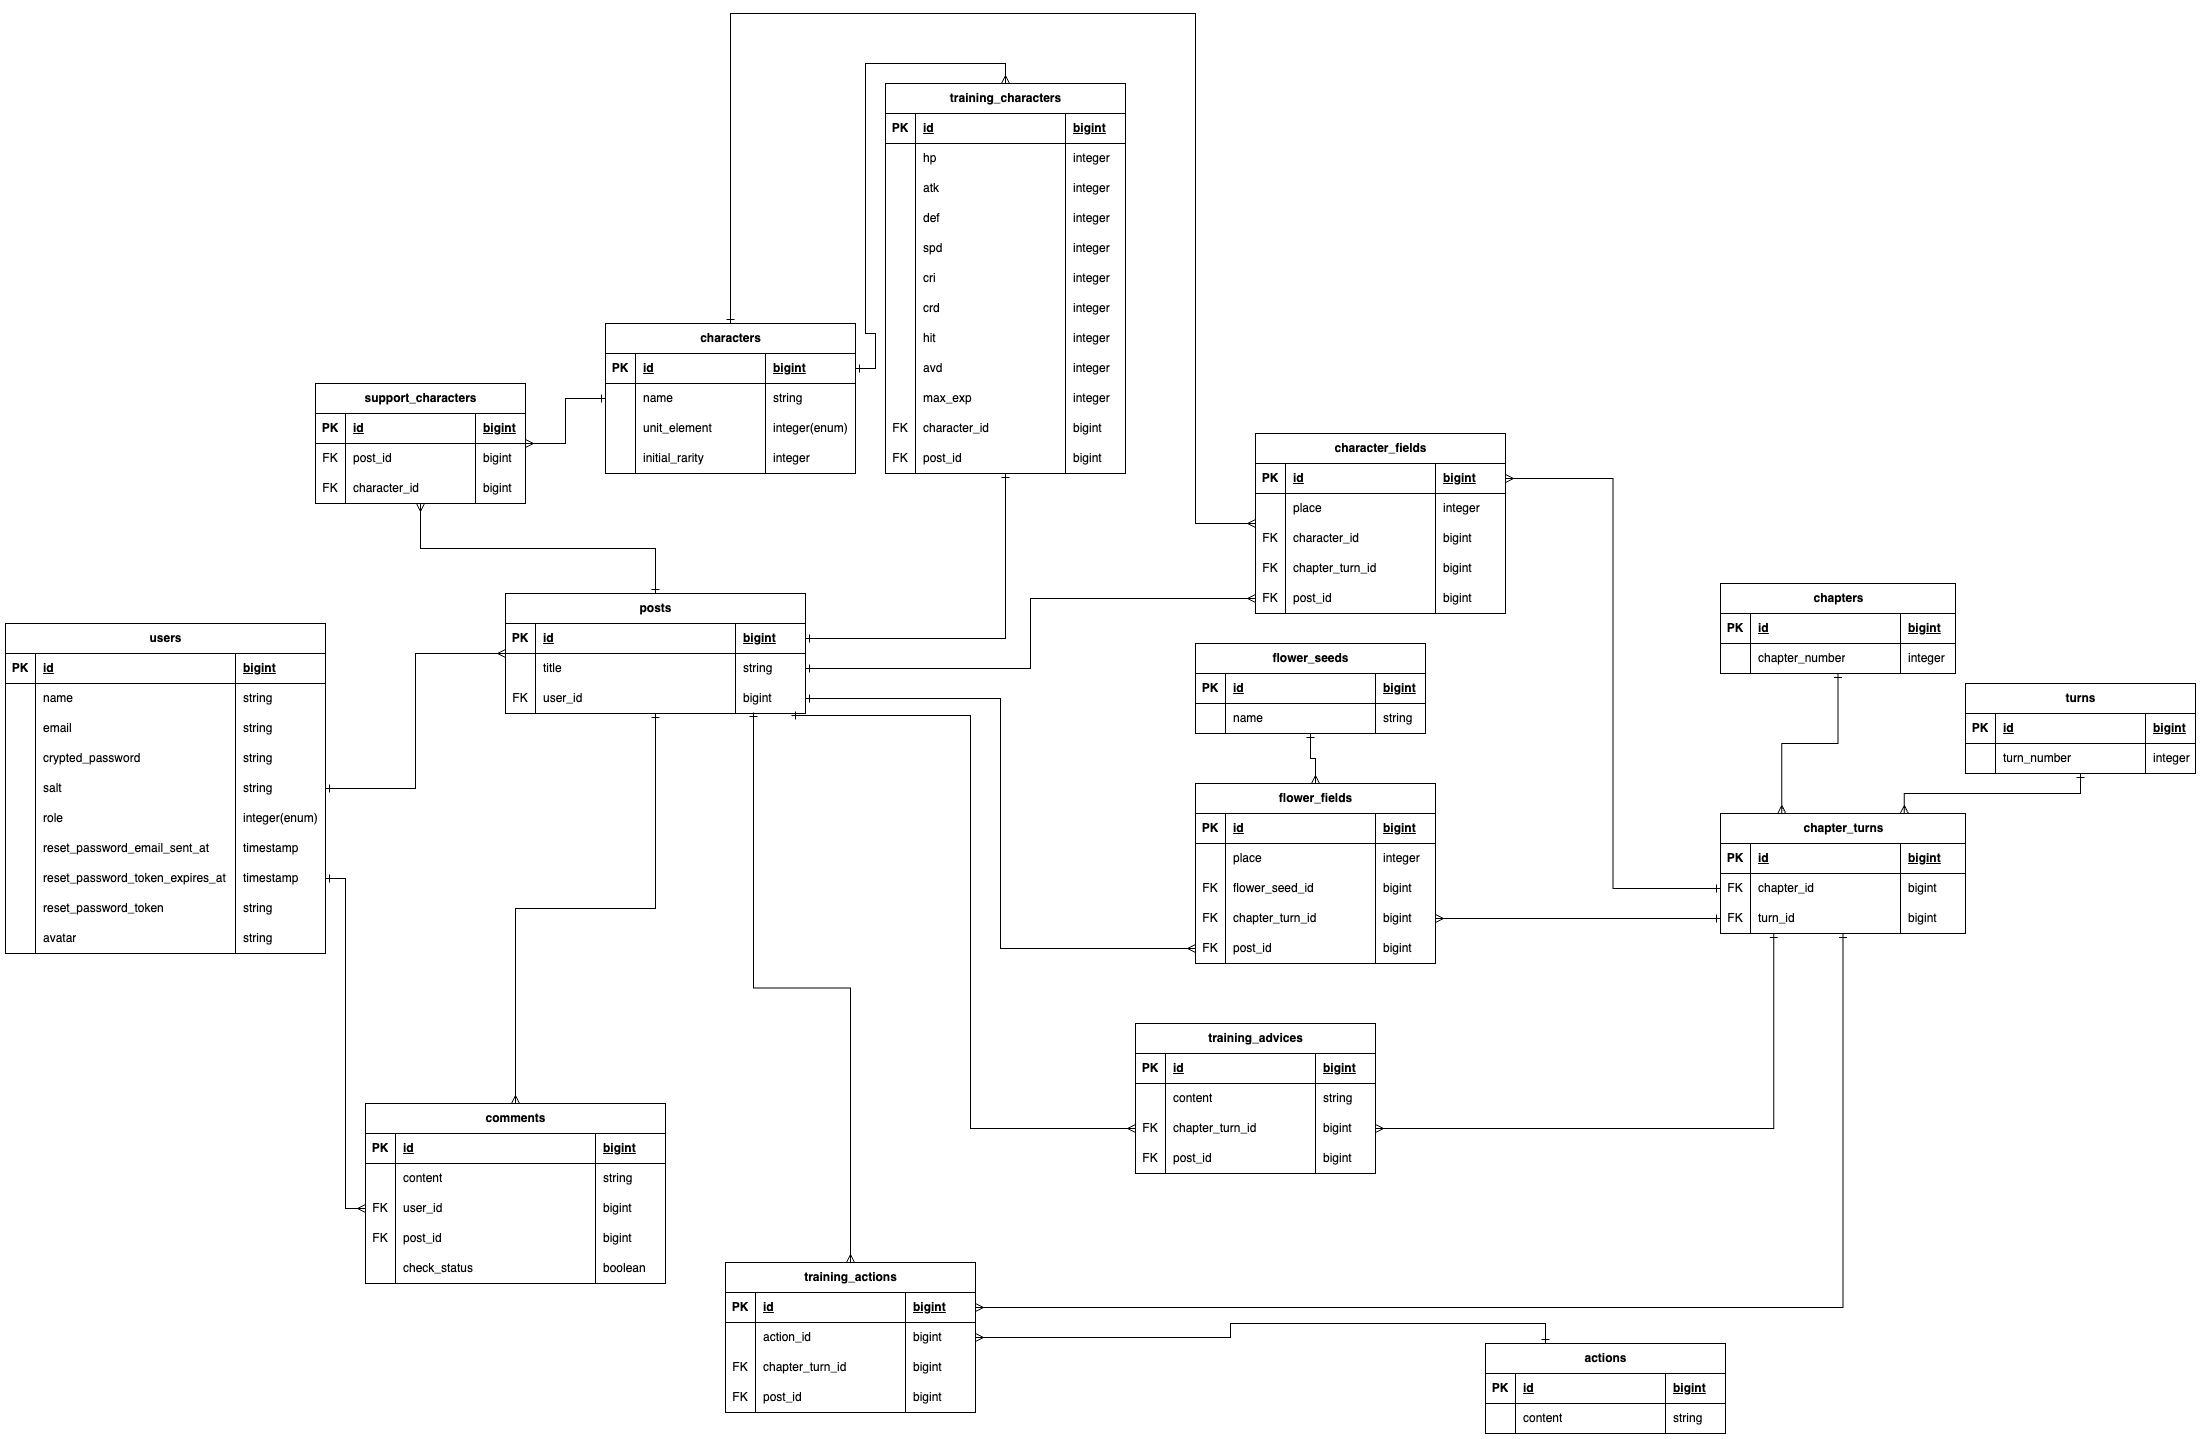 training_characters
PK id bigint
hp integer
atk integer
def integer
spd integer
cri integer
crd integer
hit integer
avd integer
max_exp integer
FK character_id bigint
FK post_id bigint
characters
PK id bigint
name string
unit_element integer(enum)
initial_rarity integer
support_characters
PK id bigint
FK post_id bigint
FK character_id bigint
character_fields
PK id bigint
place integer
FK character_id bigint
FK chapter_turn_id bigint
FK post_id bigint
posts
PK id bigint
title string
FK user_id bigint
users
PK id bigint
name string
email string
crypted_password string
salt string
role integer(enum)
reset_password_email_sent_at timestamp
reset_password_token_expires_at timestamp
reset_password_token string
avatar string
flower_seeds
PK id bigint
name string
chapters
PK id bigint
chapter_number integer
turns
PK id bigint
turn_number integer
flower_fields
PK id bigint
place integer
FK flower_seed_id bigint
FK chapter_turn_id bigint
FK post_id bigint
chapter_turns
PK id bigint
FK chapter_id bigint
FK turn_id bigint
training_advices
PK id bigint
content string
FK chapter_turn_id bigint
FK post_id bigint
comments
PK id bigint
content string
FK user_id bigint
FK post_id bigint
check_status boolean
training_actions
PK id bigint
action_id bigint
FK chapter_turn_id bigint
FK post_id bigint
actions
PK id bigint
content string